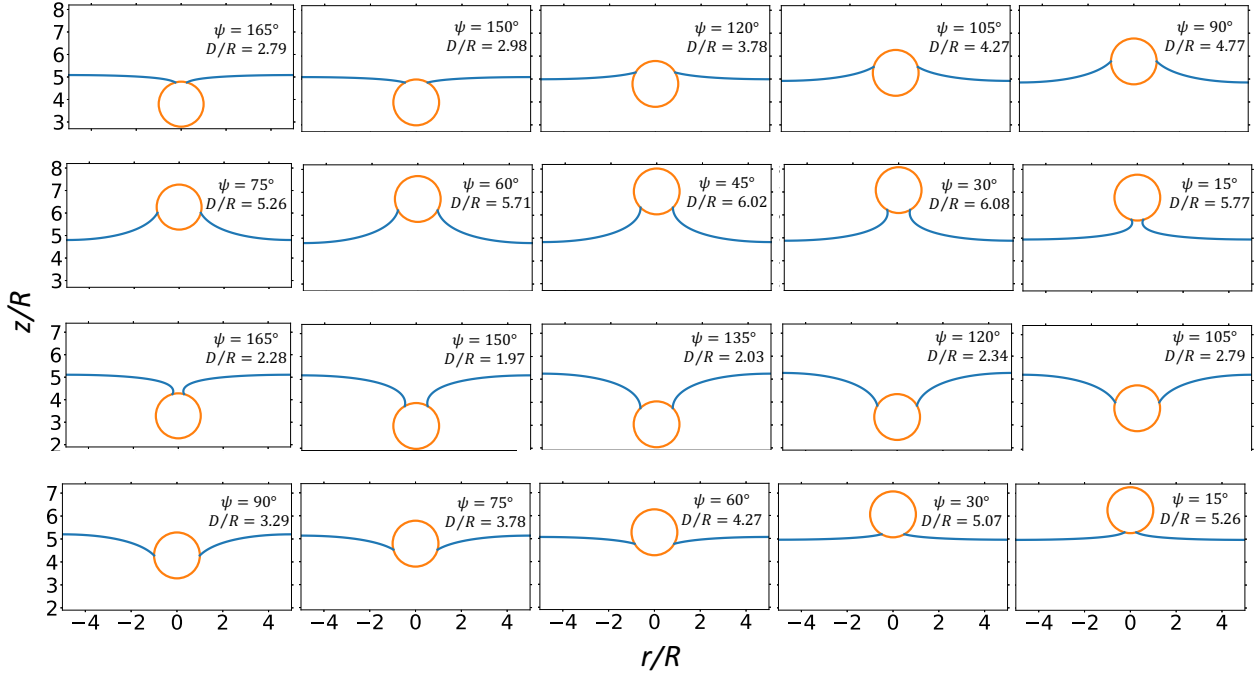 8
7
6
5
4
3
ψ = 165°
D/R = 2.79
ψ = 150°
D/R = 2.98
ψ = 120°
D/R = 3.78
ψ = 105°
D/R = 4.27
ψ = 90°
D/R = 4.77
8
7
6
5
4
3
ψ = 75°
D/R = 5.26
ψ = 60°
D/R = 5.71
ψ = 45°
D/R = 6.02
ψ = 30°
D/R = 6.08
ψ = 15°
D/R = 5.77
z/R
7
6
5
4
3
2
ψ = 165°
D/R = 2.28
ψ = 150°
D/R = 1.97
ψ = 135°
D/R = 2.03
ψ = 120°
D/R = 2.34
ψ = 105°
D/R = 2.79
7
6
5
4
3
2
ψ = 90°
D/R = 3.29
ψ = 75°
D/R = 3.78
ψ = 60°
D/R = 4.27
ψ = 30°
D/R = 5.07
ψ = 15°
D/R = 5.26
−4 −2 0 2 4 −4 −2 0 2 4 −4 −2 0 2 4 −4 −2 0 2 4 −4 −2 0 2 4
r/R